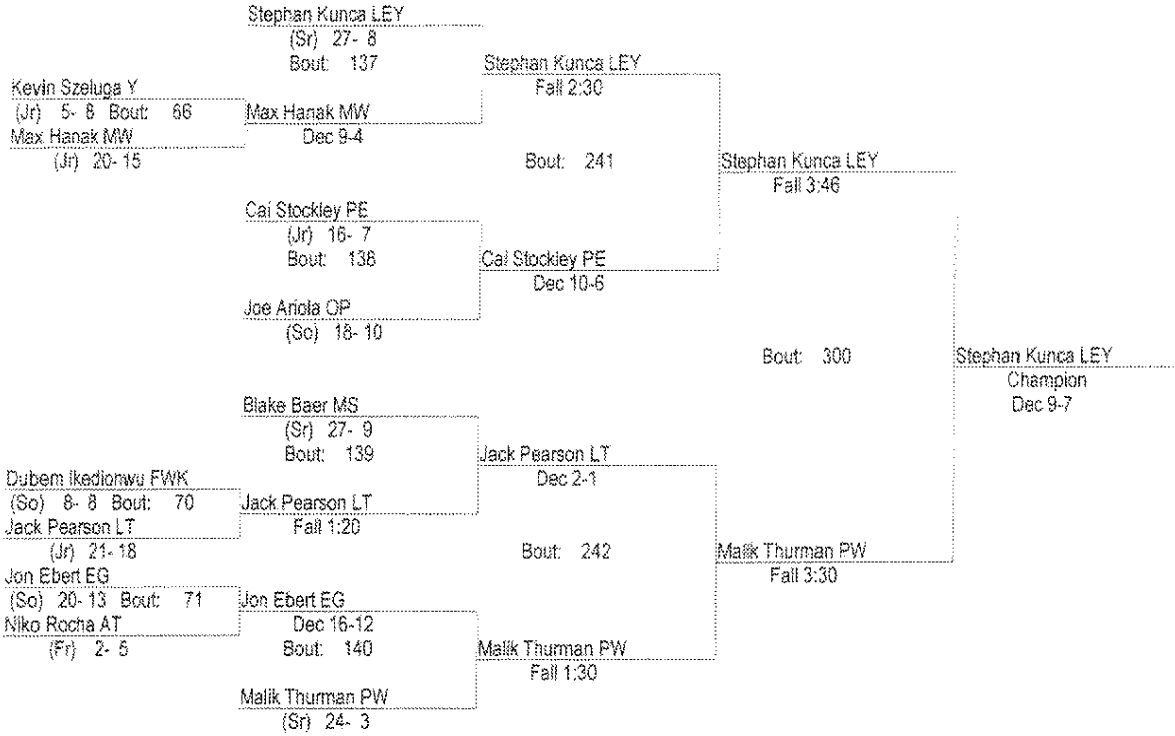 Stephan Kunca LEY
(Sr) 27- 8
Bout: 137
Stephan Kunca LEY
Fall 2:30
Kevin Szeluga Y
(Jr) 5- 8 Bout: 66
Max Hanak MW
Dec 9-4
Max Hanak MW
(Jr) 20- 15
Bout: 241
Stephan Kunca LEY
Fall 3:46
Cal Stockley PE
(Jr) 16- 7
Bout: 138
Cal Stockley PE
Dec 10-6
Joe Ariola OP
(So) 18- 10
Bout: 300
Stephan Kunca LEY
Champion
Dec 9-7
Blake Baer MS
(Sr) 27- 9
Bout: 139
Jack Pearson LT
Dec 2-1
Dubem Ikedionwu FWK
(So) 8- 8 Bout: 70
Jack Pearson LT
Fall 1:20
Jack Pearson LT
(Jr) 21- 18
Bout: 242
Malik Thurman PW
Fall 3:30
Jon Ebert EG
(So) 20- 13 Bout: 71
Jon Ebert EG
Dec 16-12
Niko Rocha AT
(Fr) 2- 5
Bout: 140
Malik Thurman PW
Fall 1:30
Malik Thurman PW
(Sr) 24- 3